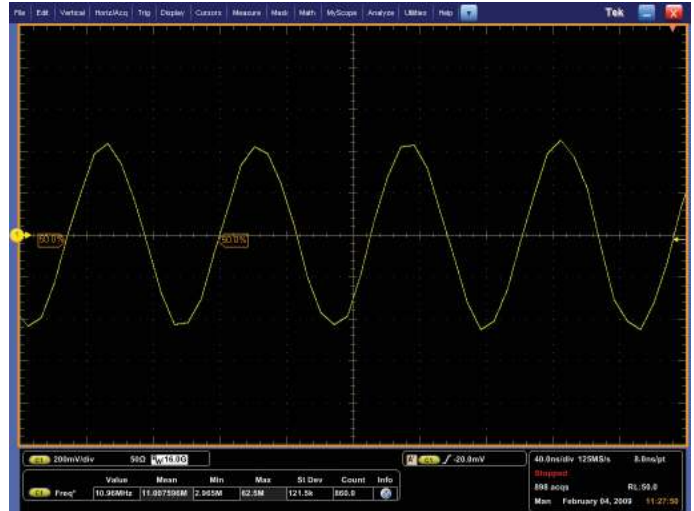 File Edit Vertical Horiz/Acq Trig Display Cursors Measure Mask Math MyScope Analyze Utilities Help Tek
50.0% 50.0%
C1 200mV/div 50Ω BW:16.0G
A' C1 -20.0mV
40.0ns/div 125MS/s 8.0ns/pt
Stopped
898 acqs RL:50.0
Man February 04, 2009 11:27:50
Value Mean Min Max St Dev Count Info
C1 Freq* 10.96MHz 11.007596M 2.065M 62.5M 121.5k 860.0